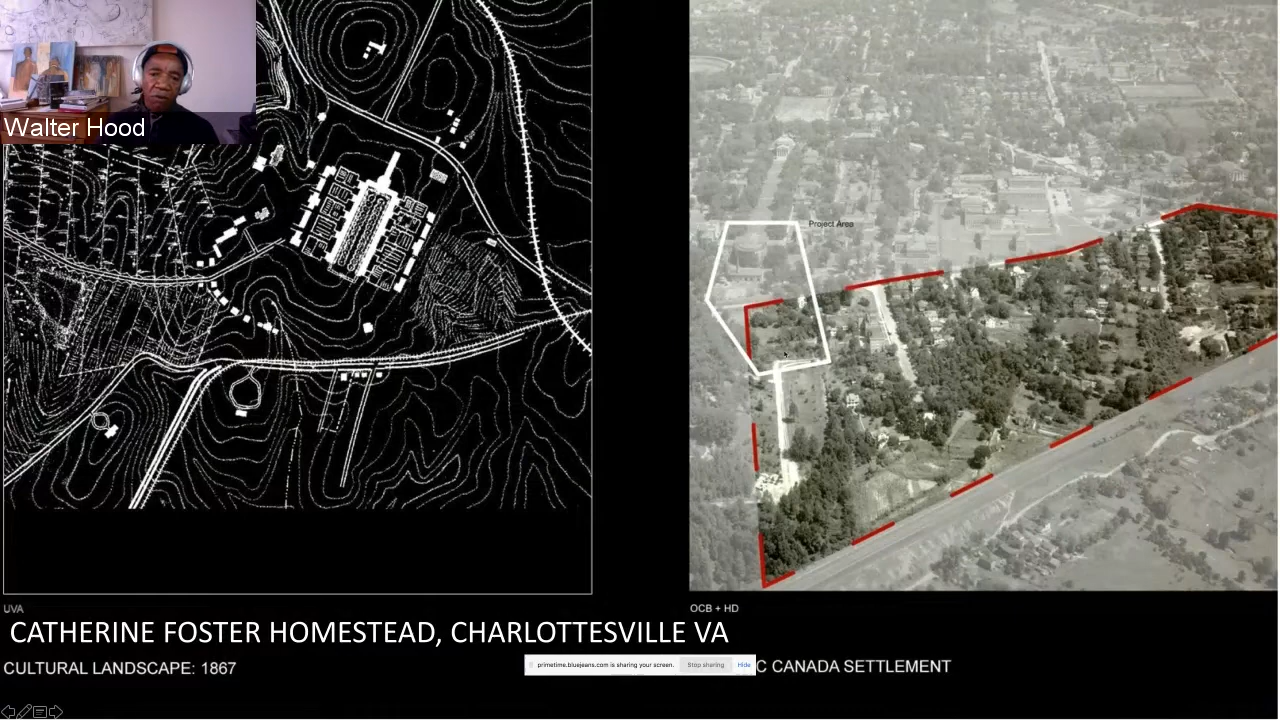 Walter Hood
Project Area
UVA
OCB + HD
CATHERINE FOSTER HOMESTEAD, CHARLOTTESVILLE VA
CULTURAL LANDSCAPE: 1867
primetime.bluejeans.com is sharing your screen. Stop sharing Hide
C CANADA SETTLEMENT